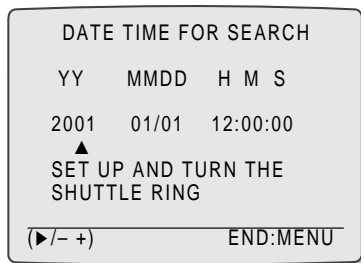 DATE TIME FOR SEARCH
YY MMDD H M S
2001 01/01 12:00:00
▲
SET UP AND TURN THE
SHUTTLE RING
(▶/– +) END:MENU